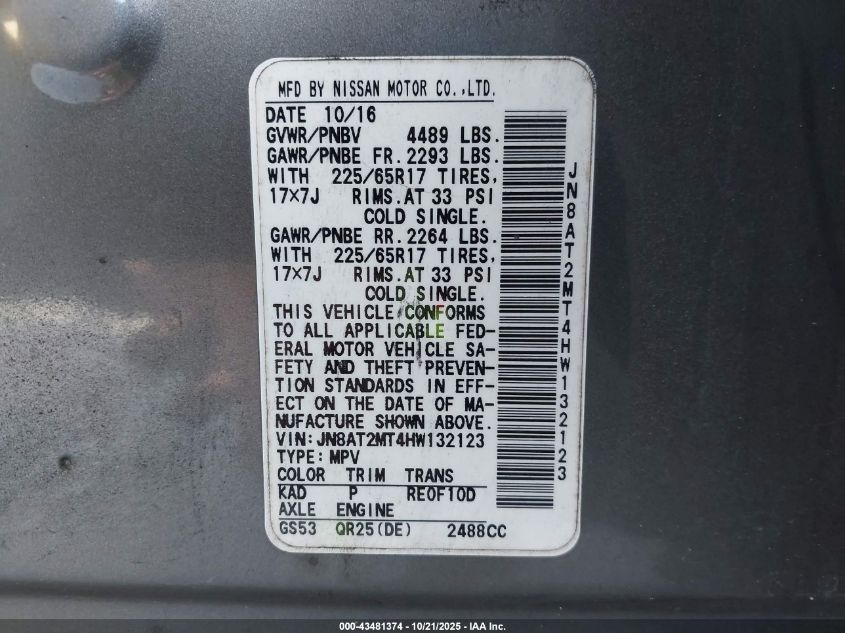 MFD BY NISSAN MOTOR CO.,LTD.
DATE 10/16
GVWR/PNBV 4489 LBS.
GAWR/PNBE FR. 2293 LBS.
WITH 225/65R17 TIRES,
17×7J RIMS. AT 33 PSI
COLD SINGLE.
GAWR/PNBE RR. 2264 LBS.
WITH 225/65R17 TIRES,
17×7J RIMS. AT 33 PSI
COLD SINGLE.
THIS VEHICLE CONFORMS
TO ALL APPLICABLE FED-
ERAL MOTOR VEHICLE SA-
FETY AND THEFT PREVEN-
TION STANDARDS IN EFF-
ECT ON THE DATE OF MA-
NUFACTURE SHOWN ABOVE.
VIN:JN8AT2MT4HW132123
TYPE:MPV
COLOR TRIM TRANS
KAD P RE0F10D
AXLE ENGINE
GS53 QR25(DE) 2488CC
JN8AT2MT4HW132123
000-43481374 - 10/21/2025 - IAA Inc.